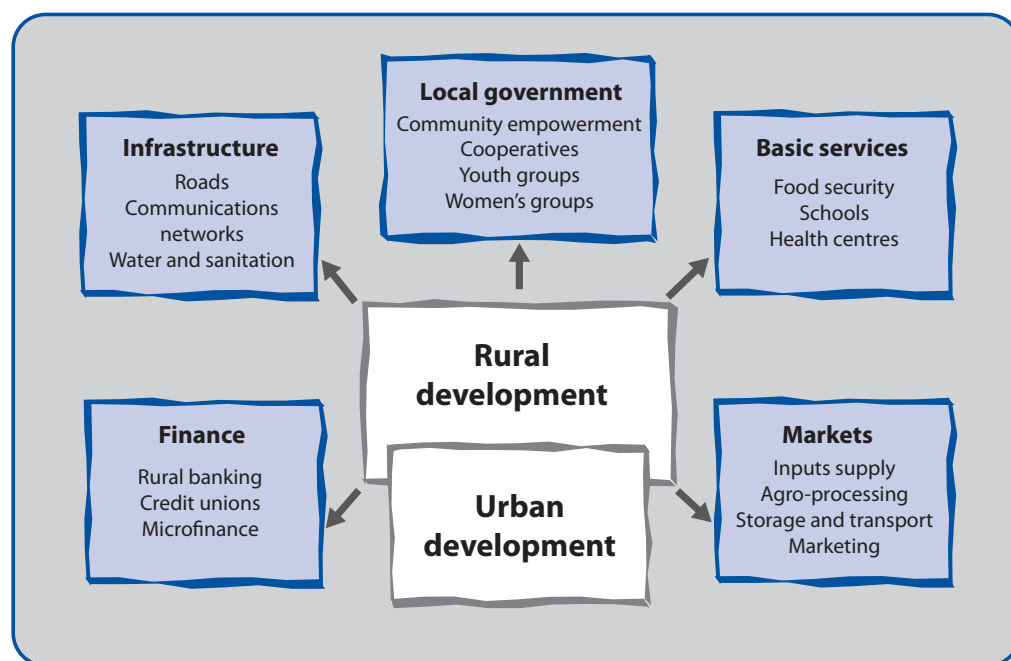 Local government
Community empowerment
Cooperatives
Youth groups
Women's groups
Infrastructure
Roads
Communications
networks
Water and sanitation
Basic services
Food security
Schools
Health centres
Rural
development
Urban
development
Finance
Rural banking
Credit unions
Microfinance
Markets
Inputs supply
Agro-processing
Storage and transport
Marketing